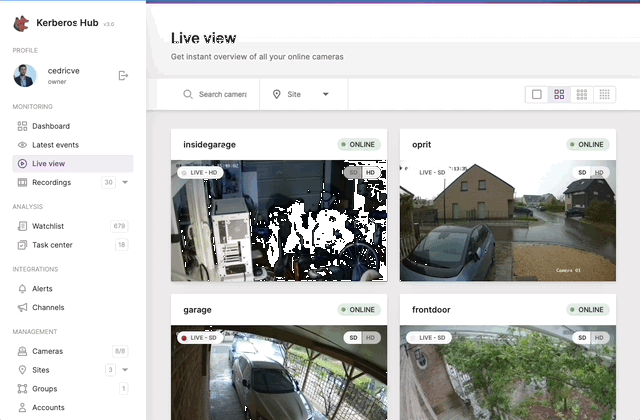 Kerberos Hub v3.0
PROFILE
cedricve
owner
MONITORING
Dashboard
Latest events
Live view
Recordings 30
ANALYSIS
Watchlist 679
Task center 18
INTEGRATIONS
Alerts
Channels
MANAGEMENT
Cameras 8/8
Sites 3
Groups 1
Accounts
Live view
Get instant overview of all your online cameras
Search camera
Site
insidegarage ONLINE
LIVE - HD SD HD
oprit ONLINE
LIVE - SD SD HD
Camera 01
garage ONLINE
LIVE - SD SD HD
frontdoor ONLINE
LIVE - SD SD HD